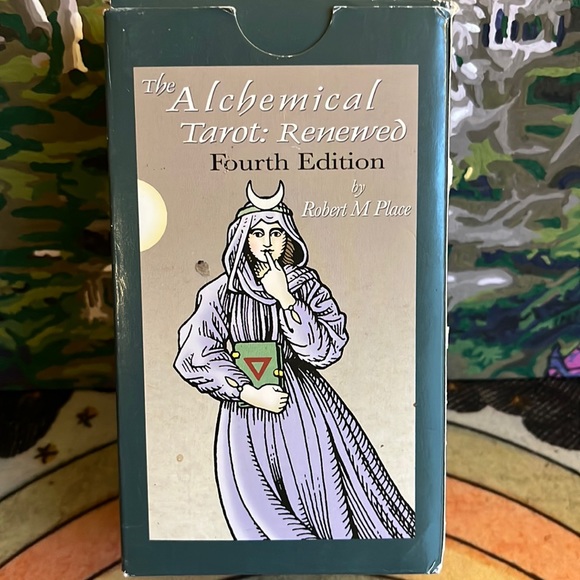 The Alchemical
Tarot: Renewed
Fourth Edition
by
Robert M Place